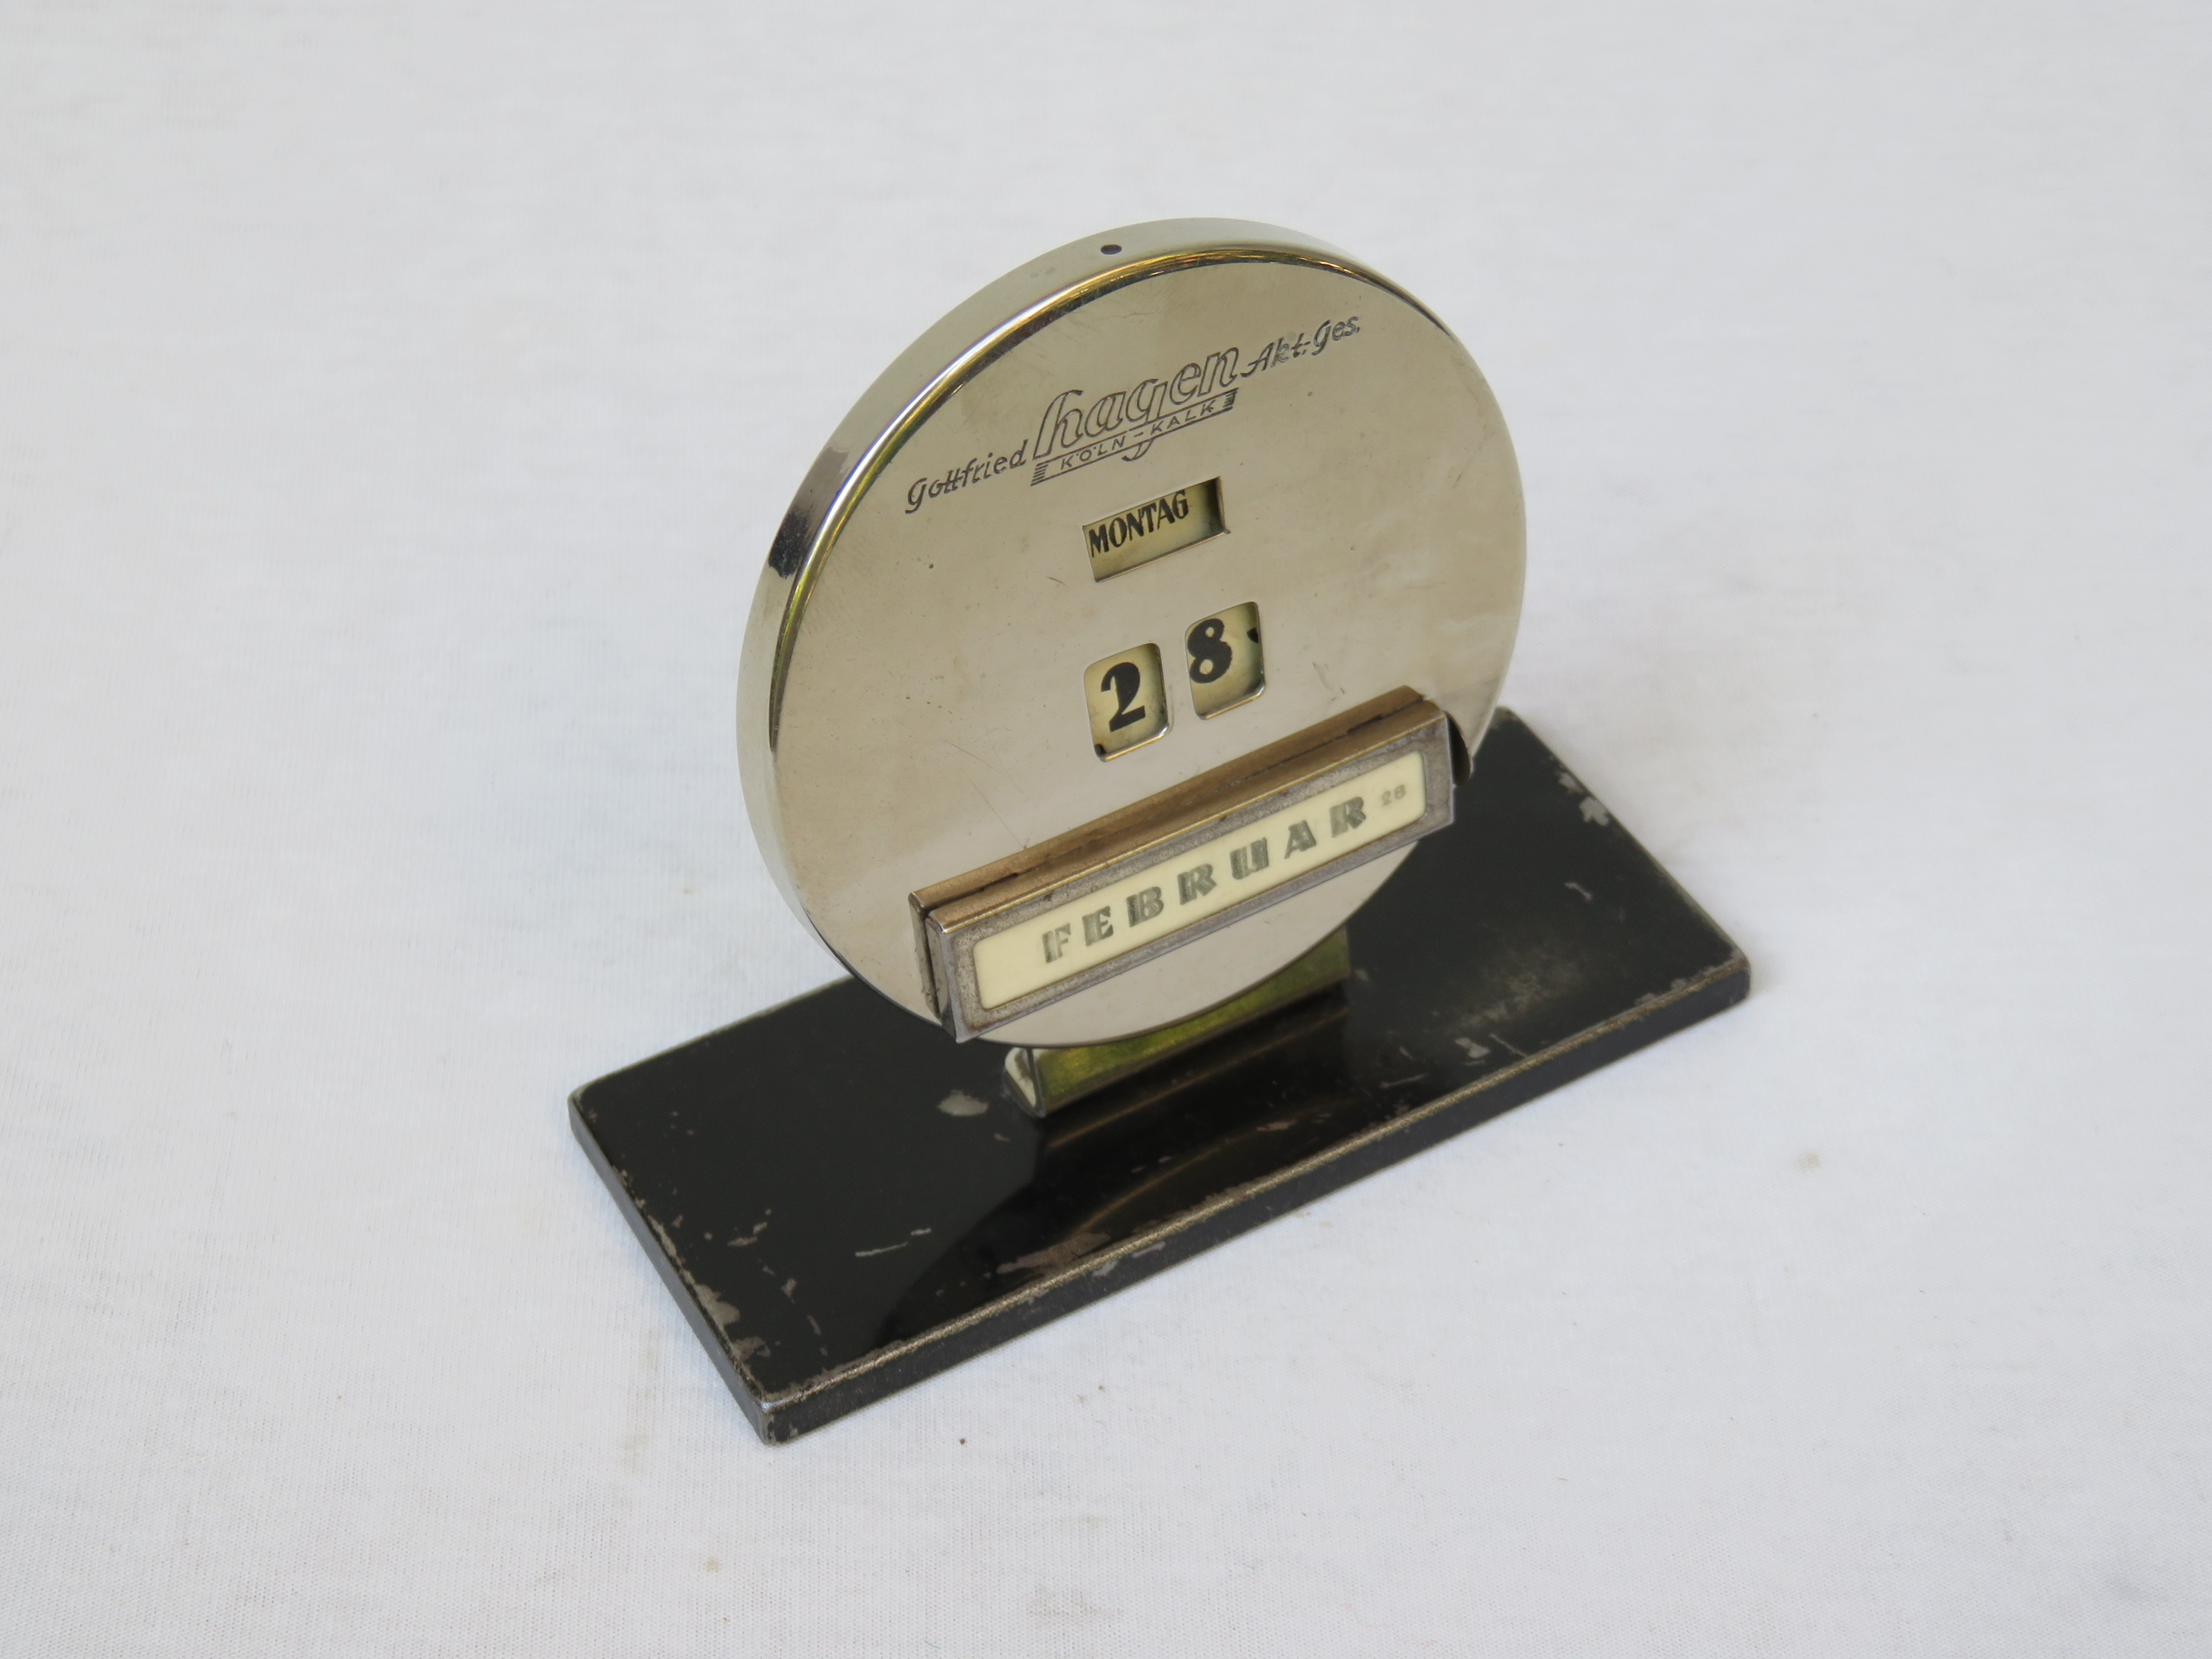 Gottfried hagen Akt.-Ges.
KÖLN-KALK
MONTAG
28
FEBRUAR 28